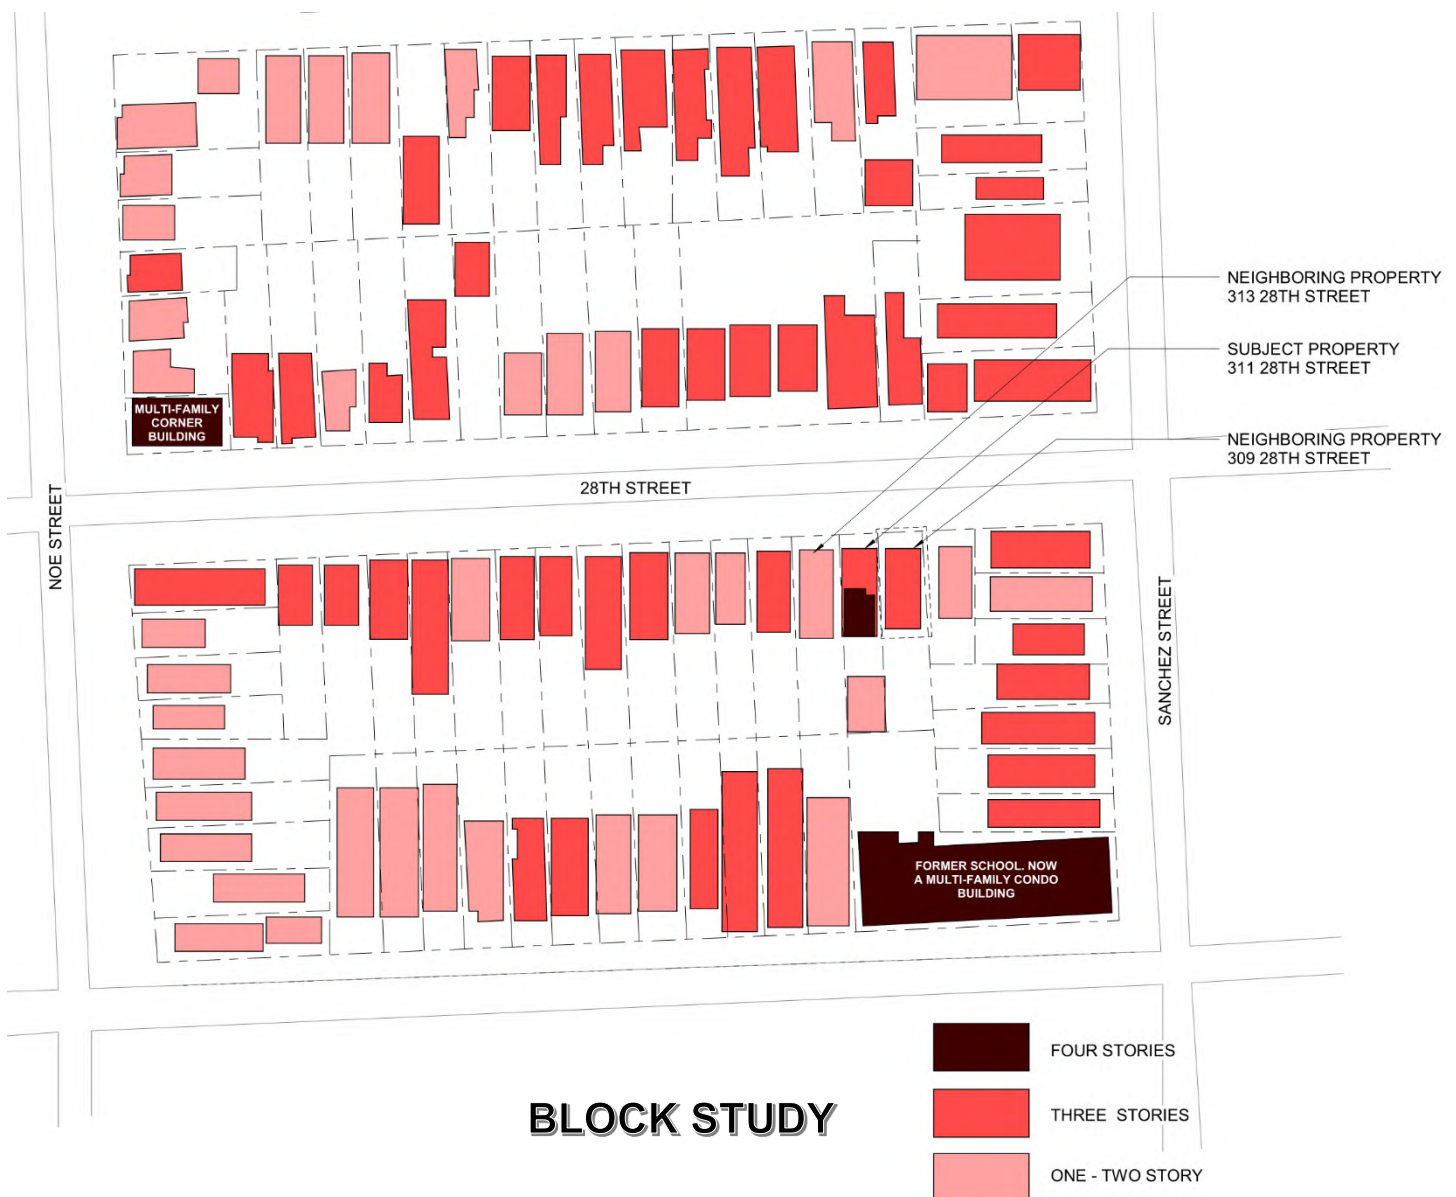 NEIGHBORING PROPERTY
313 28TH STREET
SUBJECT PROPERTY
311 28TH STREET
MULTI-FAMILY
CORNER
BUILDING
NEIGHBORING PROPERTY
309 28TH STREET
28TH STREET
NOE STREET
SANCHEZ STREET
FORMER SCHOOL. NOW
A MULTI-FAMILY CONDO
BUILDING
FOUR STORIES
BLOCK STUDY
THREE STORIES
ONE - TWO STORY